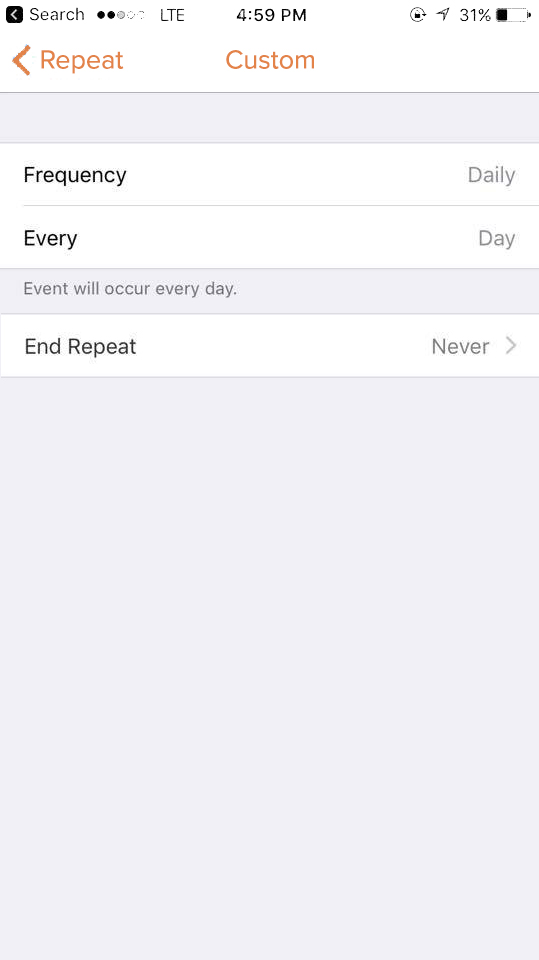 Search LTE 4:59 PM 31%
Repeat Custom
Frequency Daily
Every Day
Event will occur every day.
End Repeat Never